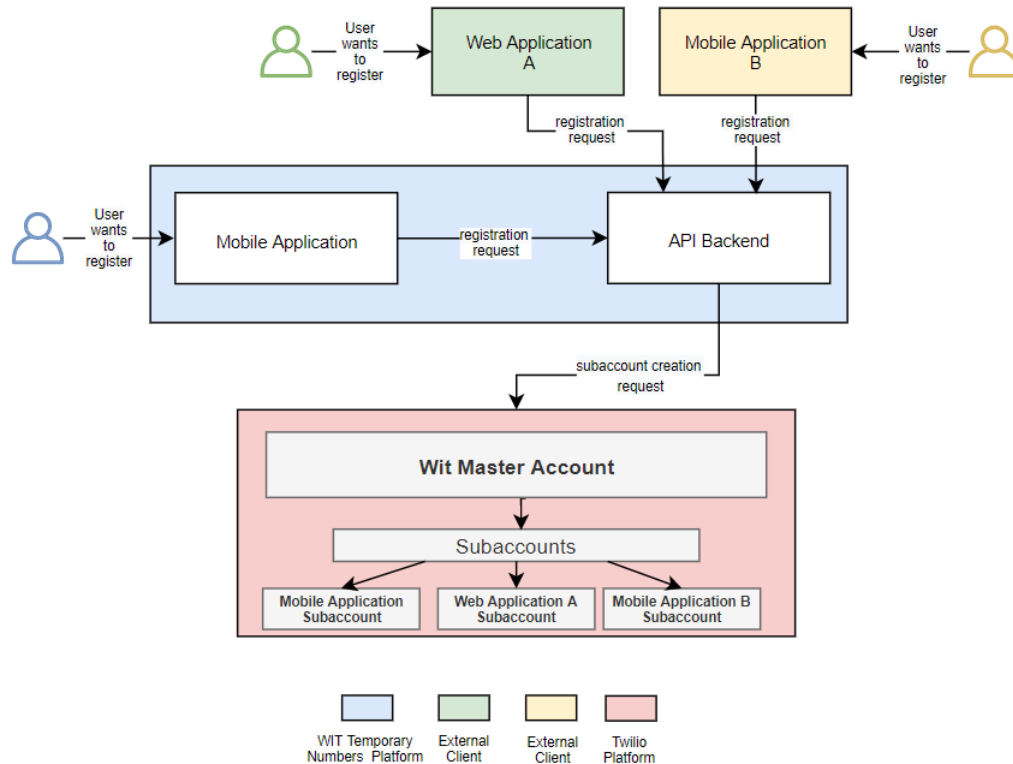 User
wants
to
register
Web Application
A
Mobile Application
B
User
wants
to
register
registration
request
registration
request
User
wants
to
register
Mobile Application
registration
request
API Backend
subaccount creation
request
Wit Master Account
Subaccounts
Mobile Application
Subaccount
Web Application A
Subaccount
Mobile Application B
Subaccount
WIT Temporary
Numbers Platform
External
Client
External
Client
Twilio
Platform